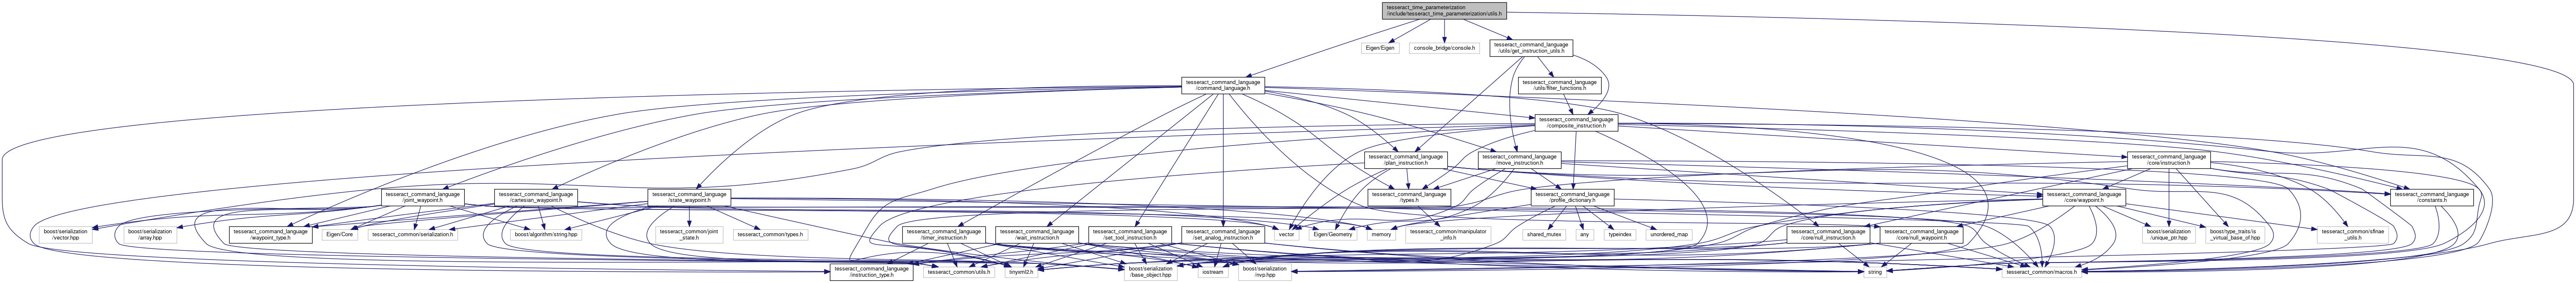 tesseract_time_parameterization
/include/tesseract_time_parameterization/utils.h
Eigen/Eigen
console_bridge/console.h
tesseract_command_language
/utils/get_instruction_utils.h
tesseract_command_language
/command_language.h
tesseract_command_language
/utils/filter_functions.h
tesseract_command_language
/composite_instruction.h
tesseract_command_language
/plan_instruction.h
tesseract_command_language
/move_instruction.h
tesseract_command_language
/core/instruction.h
tesseract_command_language
/joint_waypoint.h
tesseract_command_language
/cartesian_waypoint.h
tesseract_command_language
/state_waypoint.h
tesseract_command_language
/types.h
tesseract_command_language
/profile_dictionary.h
tesseract_command_language
/core/waypoint.h
tesseract_command_language
/constants.h
boost/serialization
/vector.hpp
boost/serialization
/array.hpp
tesseract_command_language
/waypoint_type.h
Eigen/Core
tesseract_common/serialization.h
boost/algorithm/string.hpp
tesseract_common/joint
_state.h
tesseract_common/types.h
tesseract_command_language
/timer_instruction.h
tesseract_command_language
/wait_instruction.h
tesseract_command_language
/set_tool_instruction.h
tesseract_command_language
/set_analog_instruction.h
vector
Eigen/Geometry
memory
tesseract_common/manipulator
_info.h
shared_mutex
any
typeindex
unordered_map
tesseract_command_language
/core/null_instruction.h
tesseract_command_language
/core/null_waypoint.h
boost/serialization
/unique_ptr.hpp
boost/type_traits/is
_virtual_base_of.hpp
tesseract_common/sfinae
_utils.h
tesseract_command_language
/instruction_type.h
tesseract_common/utils.h
tinyxml2.h
boost/serialization
/base_object.hpp
iostream
boost/serialization
/nvp.hpp
string
tesseract_common/macros.h